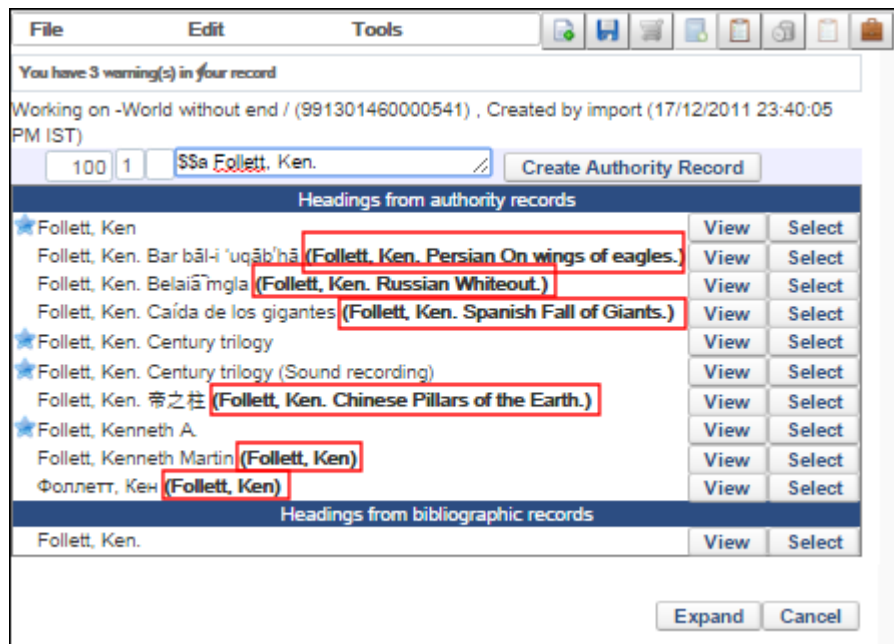 File Edit Tools
You have 3 warning(s) in your record
Working on -World without end / (991301460000541) , Created by import (17/12/2011 23:40:05
PM IST)
100 1 $$a Follett, Ken. Create Authority Record
Headings from authority records
Follett, Ken View Select
Follett, Ken. Bar bāl-i ʻuqābʹhā (Follett, Ken. Persian On wings of eagles.) View Select
Follett, Ken. Belai︠a︡ mgla (Follett, Ken. Russian Whiteout.) View Select
Follett, Ken. Caída de los gigantes (Follett, Ken. Spanish Fall of Giants.) View Select
Follett, Ken. Century trilogy View Select
Follett, Ken. Century trilogy (Sound recording) View Select
Follett, Ken. 帝之柱 (Follett, Ken. Chinese Pillars of the Earth.) View Select
Follett, Kenneth A. View Select
Follett, Kenneth Martin (Follett, Ken) View Select
Фоллетт, Кен (Follett, Ken) View Select
Headings from bibliographic records
Follett, Ken. View Select
Expand Cancel